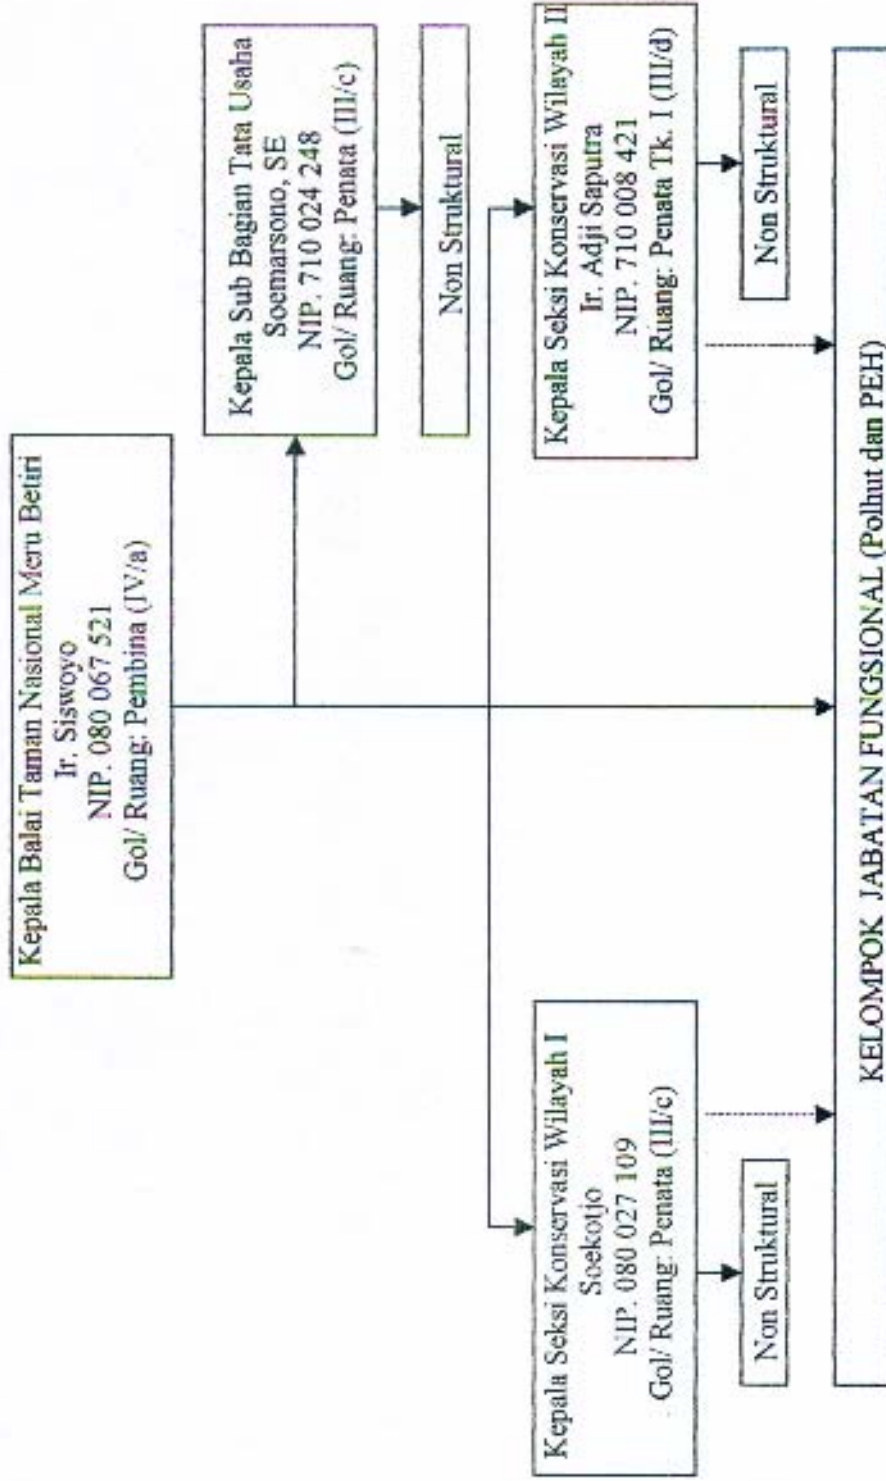 Kepala Balai Taman Nasional Meru Betiri
Ir. Siswoyo
NIP. 080 067 521
Gol/ Ruang: Pembina (IV/a)
Kepala Sub Bagian Tata Usaha
Soemarsono, SE
NIP. 710 024 248
Gol/ Ruang: Penata (III/c)
Non Struktural
Kepala Seksi Konservasi Wilayah I
Soekotjo
NIP. 080 027 109
Gol/ Ruang: Penata (III/c)
Non Struktural
Kepala Seksi Konservasi Wilayah II
Ir. Adji Saputra
NIP. 710 008 421
Gol/ Ruang: Penata Tk. I (III/d)
Non Struktural
KELOMPOK JABATAN FUNGSIONAL (Polhut dan PEH)